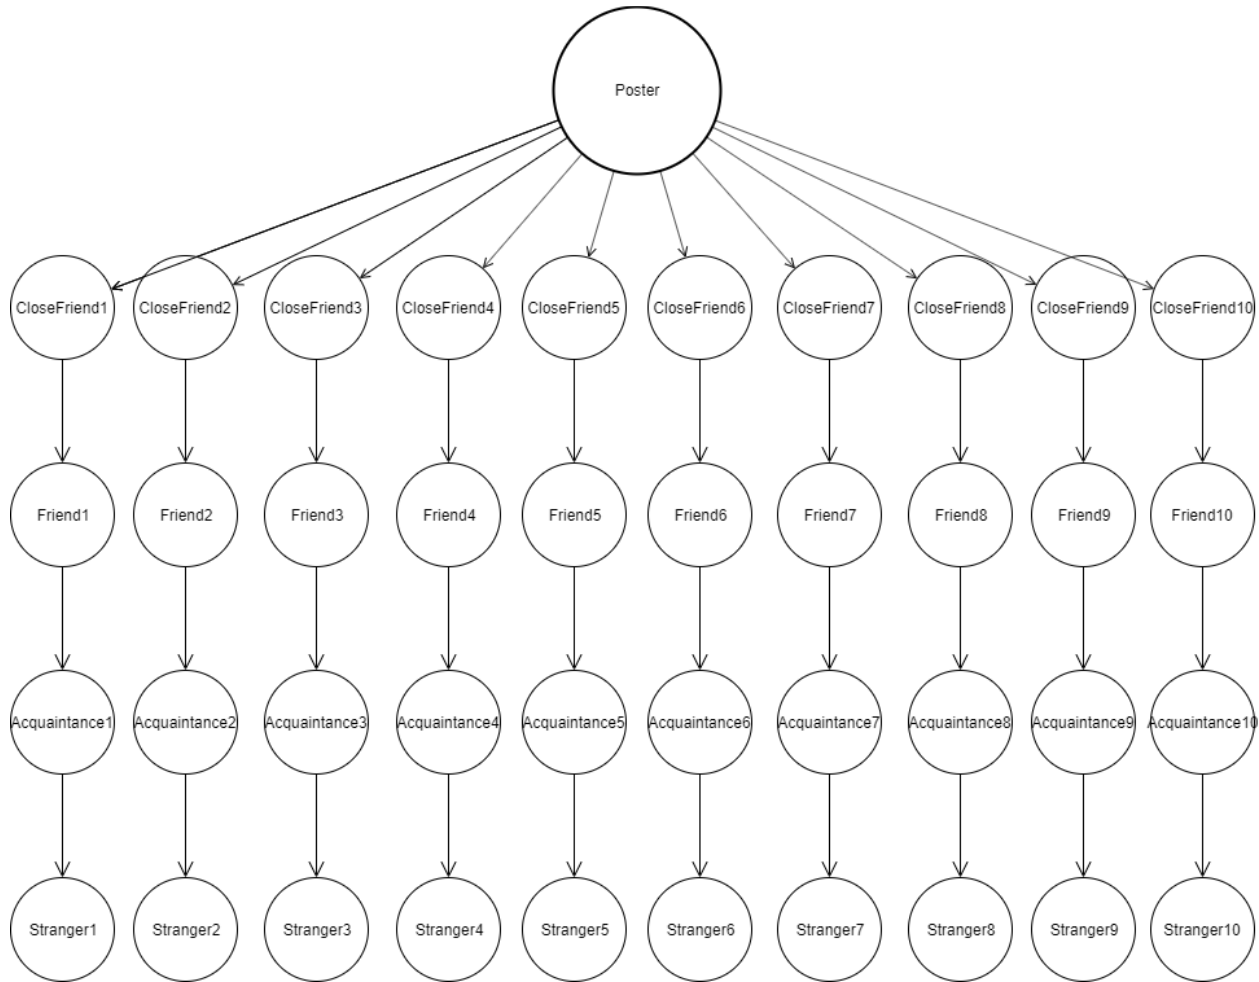 Poster
CloseFriend1 CloseFriend2 CloseFriend3 CloseFriend4 CloseFriend5 CloseFriend6 CloseFriend7 CloseFriend8 CloseFriend9 CloseFriend10
Friend1 Friend2 Friend3 Friend4 Friend5 Friend6 Friend7 Friend8 Friend9 Friend10
Acquaintance1 Acquaintance2 Acquaintance3 Acquaintance4 Acquaintance5 Acquaintance6 Acquaintance7 Acquaintance8 Acquaintance9 Acquaintance10
Stranger1 Stranger2 Stranger3 Stranger4 Stranger5 Stranger6 Stranger7 Stranger8 Stranger9 Stranger10